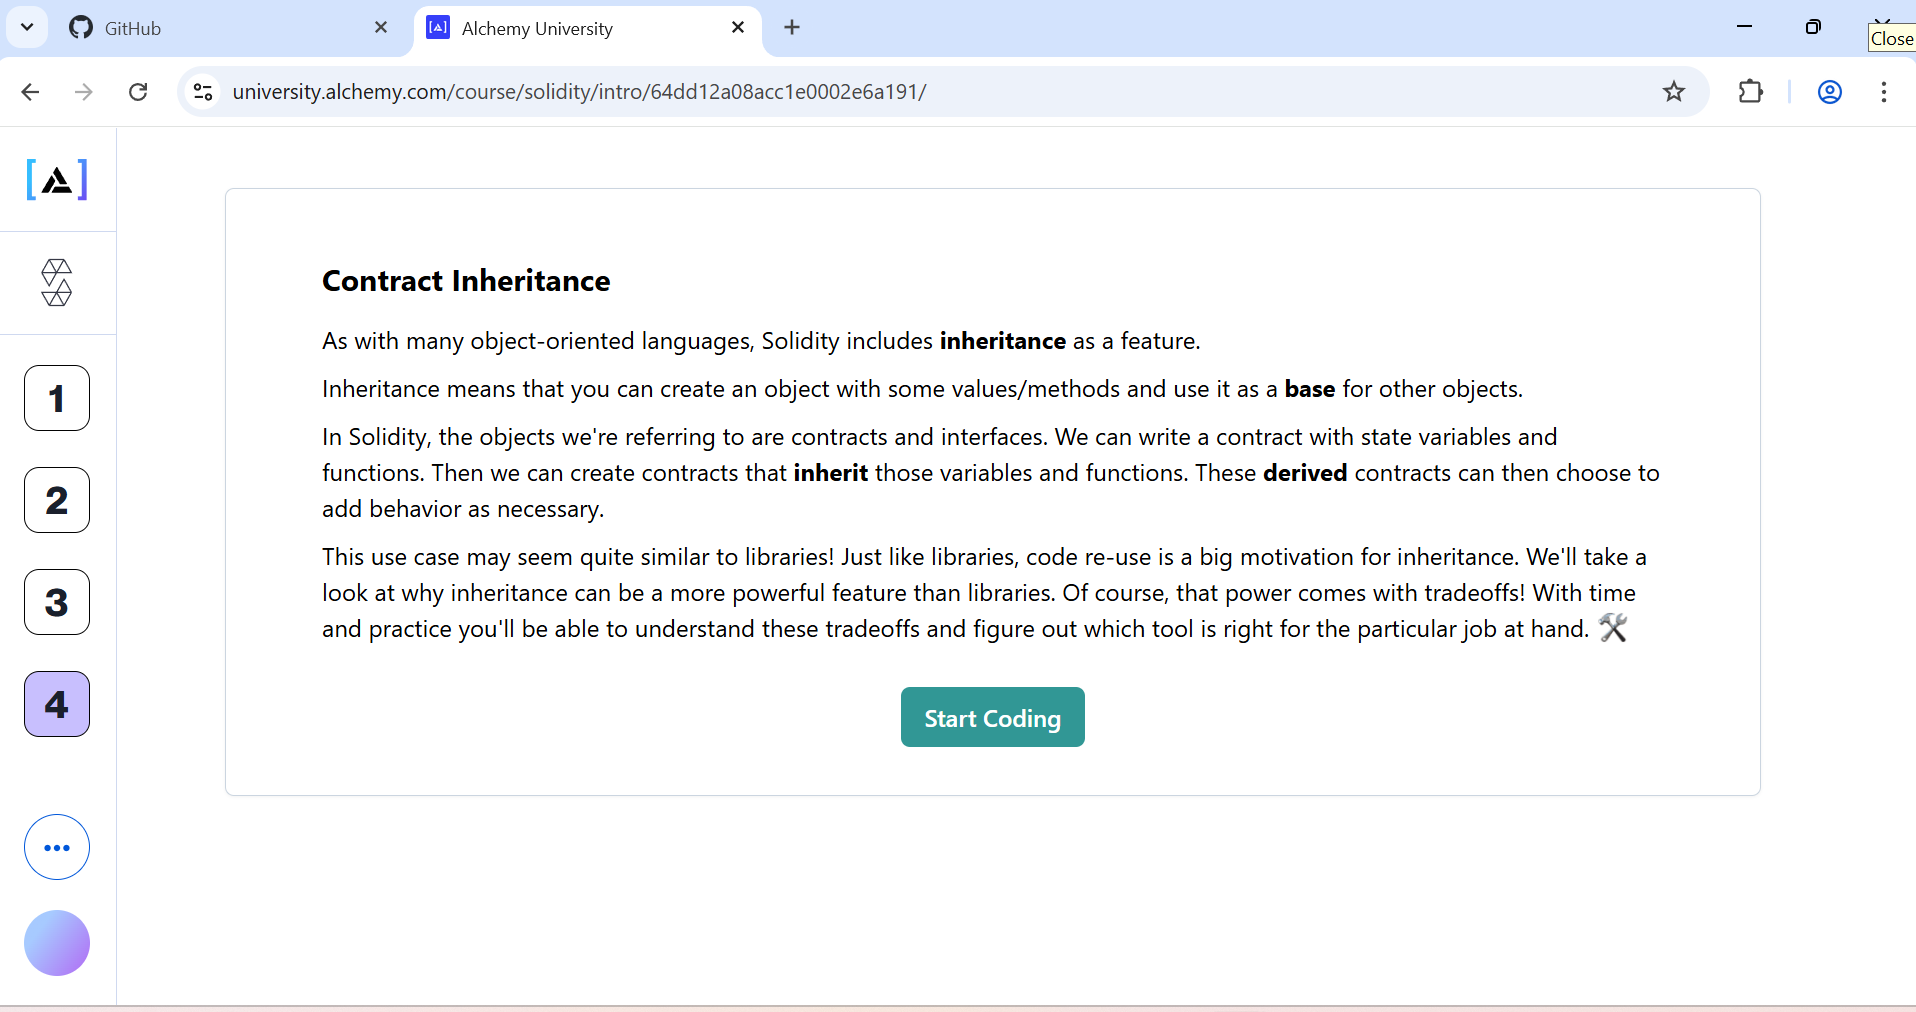 GitHub
Alchemy University
Close
university.alchemy.com/course/solidity/intro/64dd12a08acc1e0002e6a191/
Contract Inheritance
As with many object-oriented languages, Solidity includes inheritance as a feature.
Inheritance means that you can create an object with some values/methods and use it as a base for other objects.
In Solidity, the objects we're referring to are contracts and interfaces. We can write a contract with state variables and
functions. Then we can create contracts that inherit those variables and functions. These derived contracts can then choose to
add behavior as necessary.
This use case may seem quite similar to libraries! Just like libraries, code re-use is a big motivation for inheritance. We'll take a
look at why inheritance can be a more powerful feature than libraries. Of course, that power comes with tradeoffs! With time
and practice you'll be able to understand these tradeoffs and figure out which tool is right for the particular job at hand. 🛠️
Start Coding
1
2
3
4